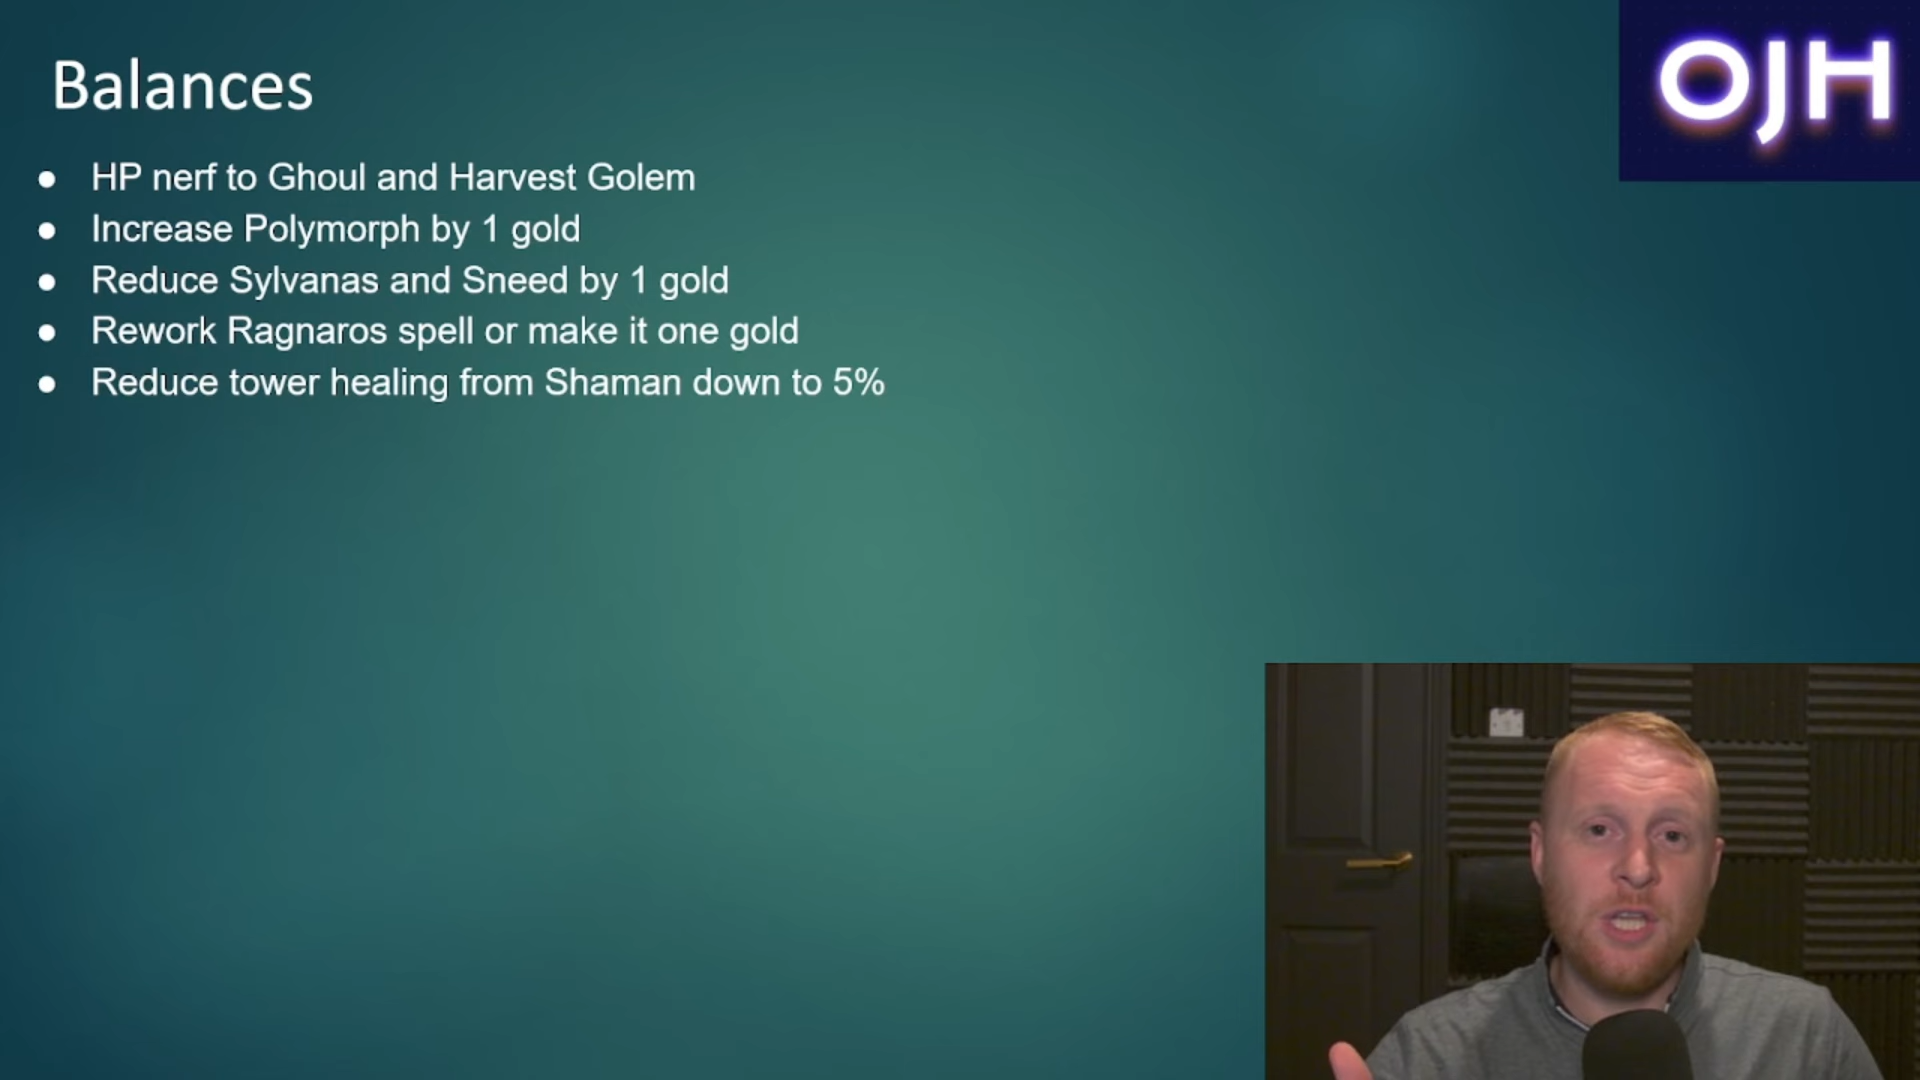 OJH
Balances
● HP nerf to Ghoul and Harvest Golem
● Increase Polymorph by 1 gold
● Reduce Sylvanas and Sneed by 1 gold
● Rework Ragnaros spell or make it one gold
● Reduce tower healing from Shaman down to 5%